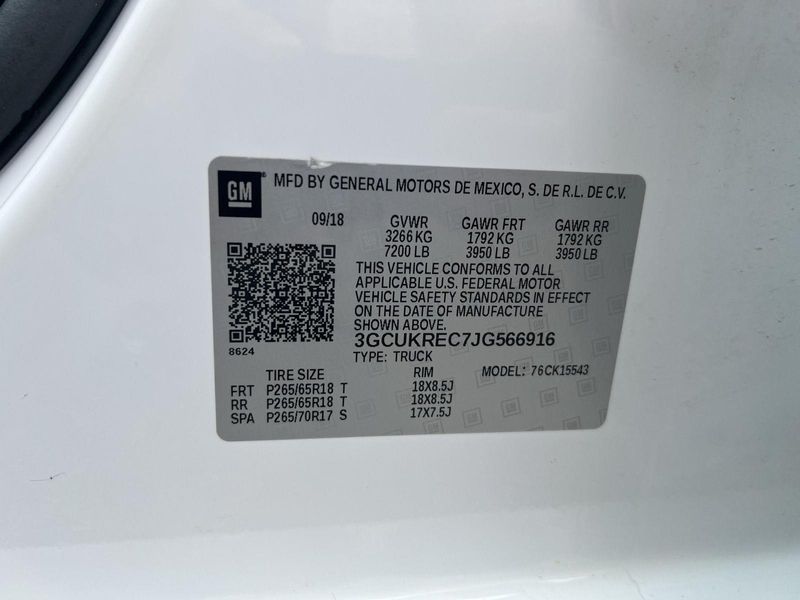 GM MFD BY GENERAL MOTORS DE MEXICO, S. DE R.L. DE C.V.
09/18 GVWR GAWR FRT GAWR RR
3266 KG 1792 KG 1792 KG
7200 LB 3950 LB 3950 LB
THIS VEHICLE CONFORMS TO ALL
APPLICABLE U.S. FEDERAL MOTOR
VEHICLE SAFETY STANDARDS IN EFFECT
ON THE DATE OF MANUFACTURE
SHOWN ABOVE.
3GCUKREC7JG566916
8624
TYPE: TRUCK
TIRE SIZE RIM MODEL: 76CK15543
FRT P265/65R18 T 18X8.5J
RR P265/65R18 T 18X8.5J
SPA P265/70R17 S 17X7.5J